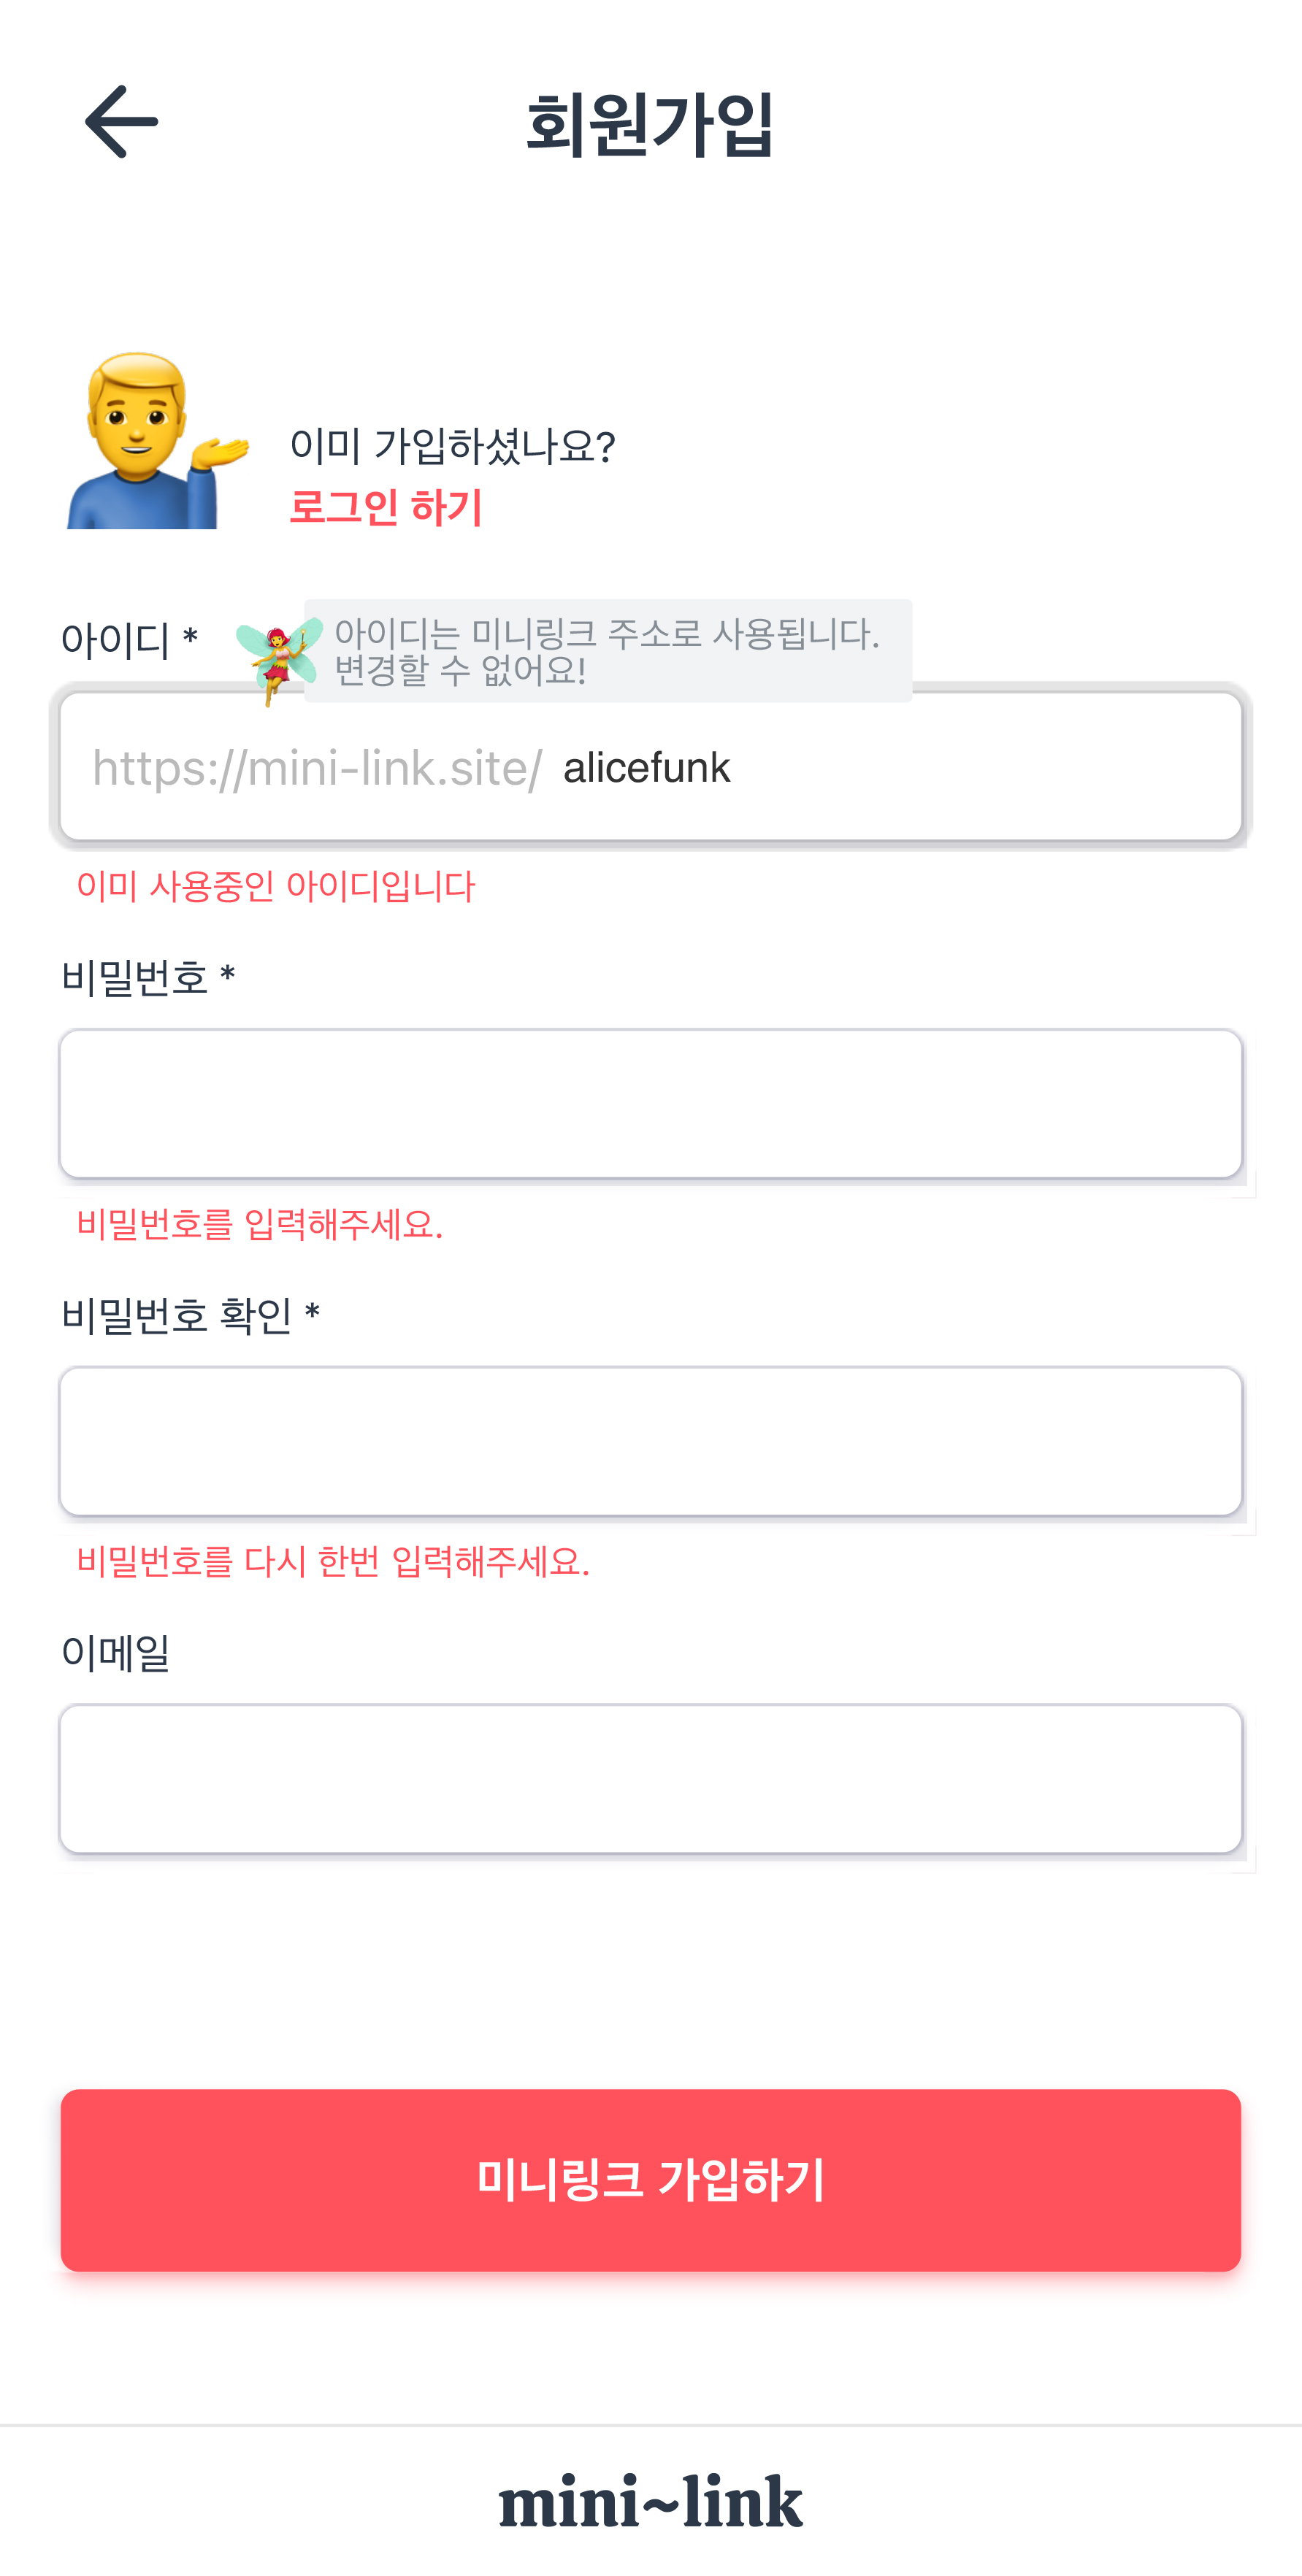 회원가입
이미 가입하셨나요?
로그인 하기
아이디 *
아이디는 미니링크 주소로 사용됩니다.
변경할 수 없어요!
https://mini-link.site/ alicefunk
이미 사용중인 아이디입니다
비밀번호 *
비밀번호를 입력해주세요.
비밀번호 확인 *
비밀번호를 다시 한번 입력해주세요.
이메일
미니링크 가입하기
mini~link